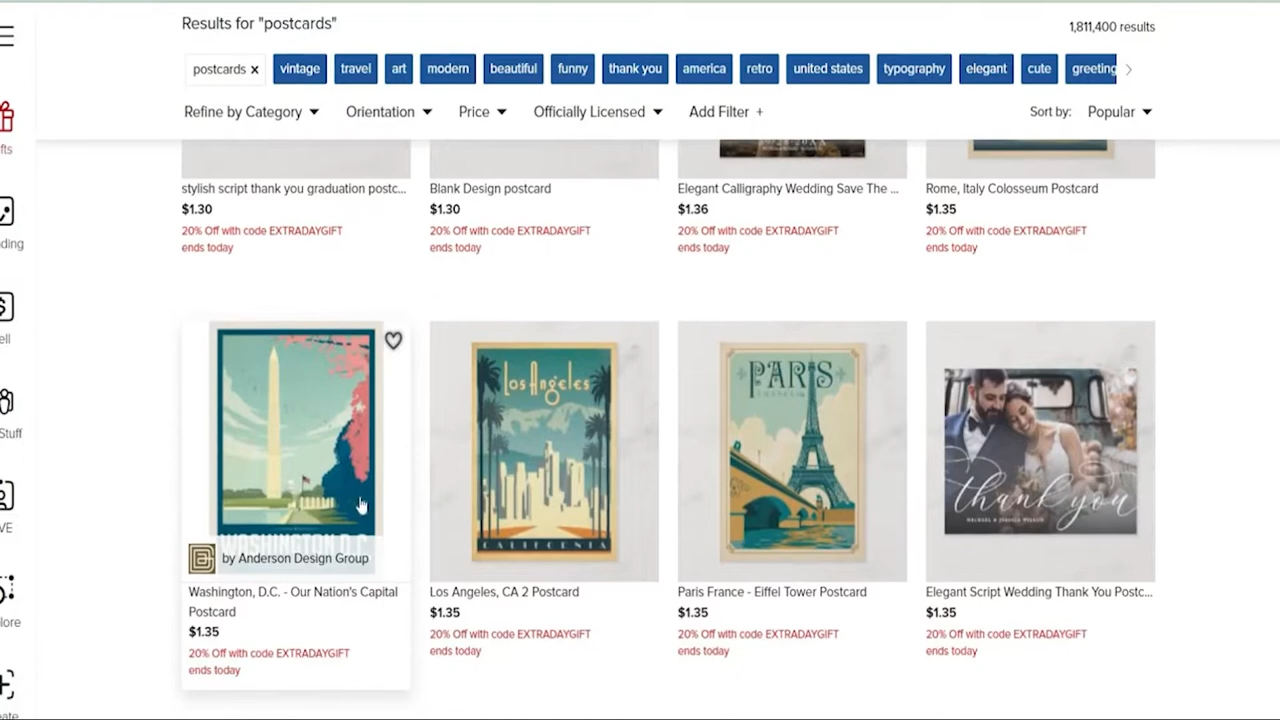 Results for "postcards"
1,811,400 results
postcards x
vintage
travel
art
modern
beautiful
funny
thank you
america
retro
united states
typography
elegant
cute
greeting
Refine by Category
Orientation
Price
Officially Licensed
Add Filter +
Sort by:
Popular
fts
ding
ell
Stuff
VE
lore
eate
stylish script thank you graduation postc...
$1.30
20% Off with code EXTRADAYGIFT
ends today
Blank Design postcard
$1.30
20% Off with code EXTRADAYGIFT
ends today
Elegant Calligraphy Wedding Save The ...
$1.36
20% Off with code EXTRADAYGIFT
ends today
Rome, Italy Colosseum Postcard
$1.35
20% Off with code EXTRADAYGIFT
ends today
WASHINGTON D.C.
by Anderson Design Group
Washington, D.C. - Our Nation's Capital
Postcard
$1.35
20% Off with code EXTRADAYGIFT
ends today
Los Angeles
CALIFORNIA
Los Angeles, CA 2 Postcard
$1.35
20% Off with code EXTRADAYGIFT
ends today
PARIS
Paris France - Eiffel Tower Postcard
$1.35
20% Off with code EXTRADAYGIFT
ends today
thank you
Elegant Script Wedding Thank You Postc...
$1.35
20% Off with code EXTRADAYGIFT
ends today